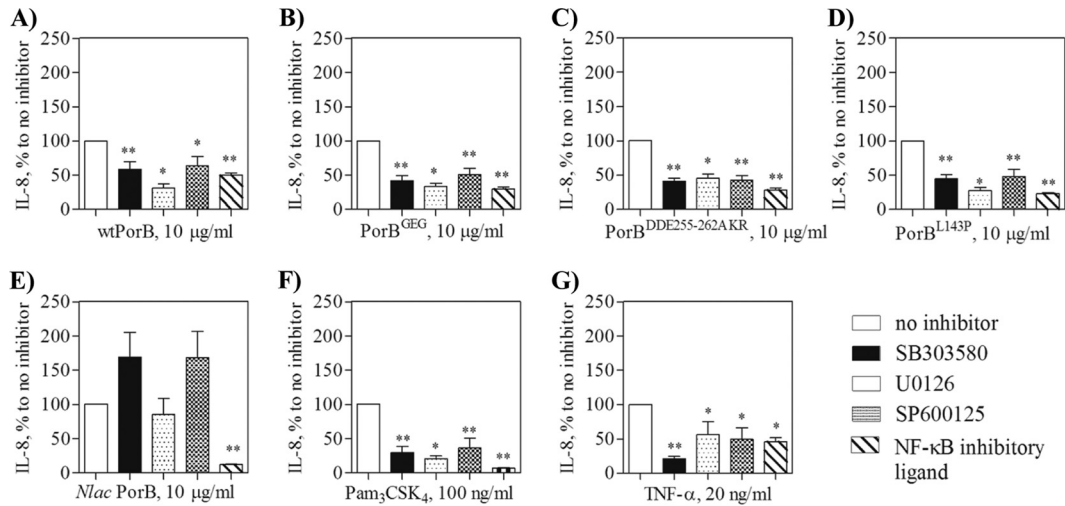 A)
IL-8, % to no inhibitor
250
200
150
100
50
0
**
*
*
**
wtPorB, 10 µg/ml
B)
IL-8, % to no inhibitor
250
200
150
100
50
0
**
*
**
**
PorB^GEG, 10 µg/ml
C)
IL-8, % to no inhibitor
250
200
150
100
50
0
**
*
**
**
PorB^DDE255-262AKR, 10 µg/ml
D)
IL-8, % to no inhibitor
250
200
150
100
50
0
**
*
**
**
PorB^L143P, 10 µg/ml
E)
IL-8, % to no inhibitor
250
200
150
100
50
0
**
Nlac PorB, 10 µg/ml
F)
IL-8, % to no inhibitor
250
200
150
100
50
0
**
*
**
**
Pam₃CSK₄, 100 ng/ml
G)
IL-8, % to no inhibitor
250
200
150
100
50
0
**
*
*
*
TNF-α, 20 ng/ml
no inhibitor
SB303580
U0126
SP600125
NF-κB inhibitory
ligand